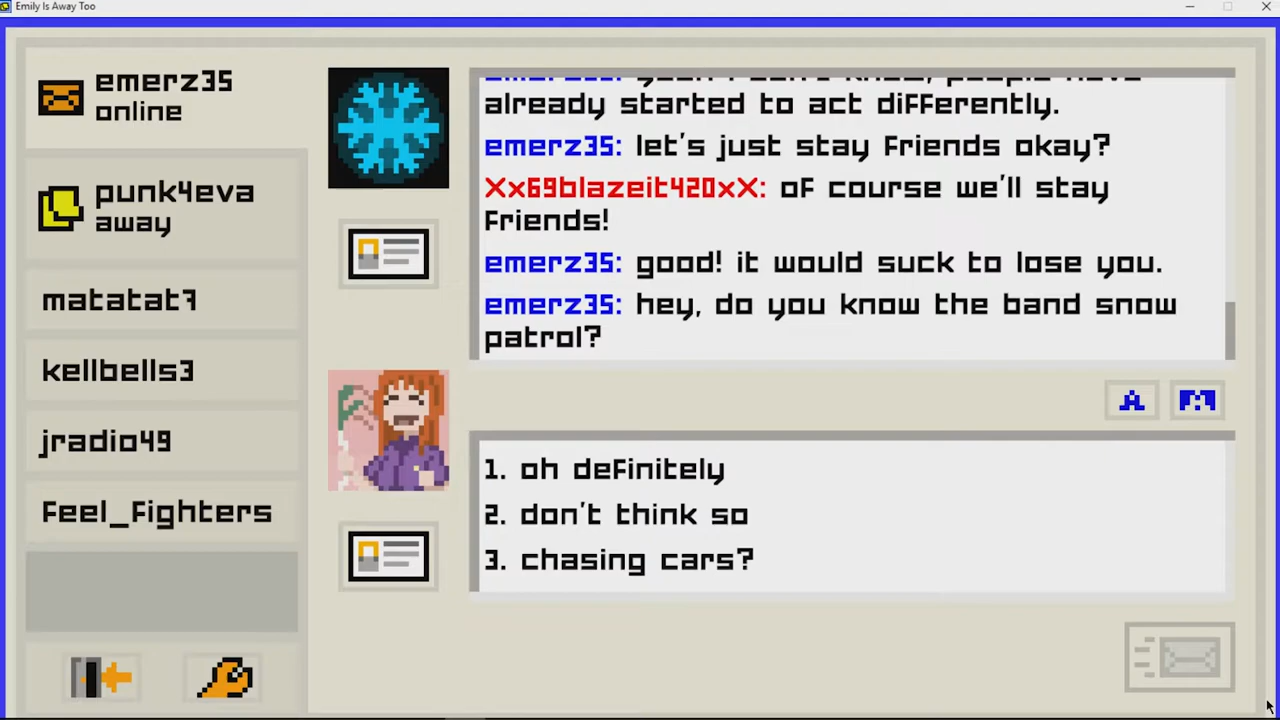 Emily Is Away Too
emerz35
online
punk4eva
away
matatat7
kellbells3
jradio49
Feel_Fighters
already started to act differently.
emerz35: let's just stay friends okay?
Xx69blazeit420xX: of course we'll stay
friends!
emerz35: good! it would suck to lose you.
emerz35: hey, do you know the band snow
patrol?
A
M
1. oh definitely
2. don't think so
3. chasing cars?